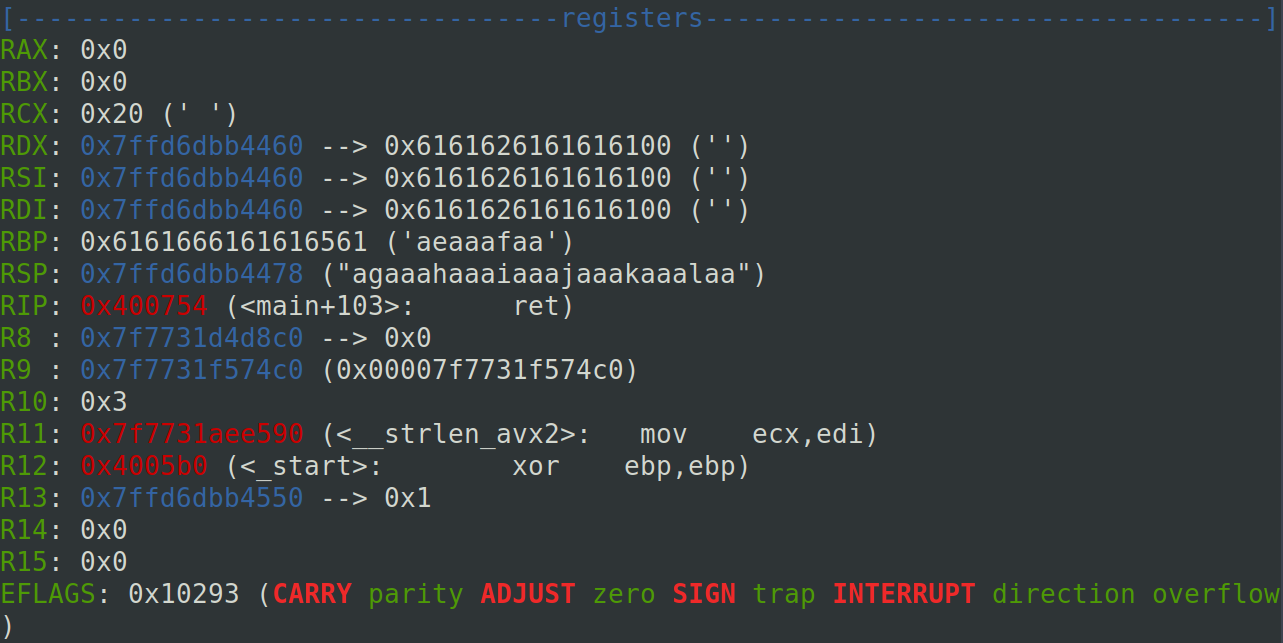 [----------------------------------registers-----------------------------------]
RAX: 0x0
RBX: 0x0
RCX: 0x20 (' ')
RDX: 0x7ffd6dbb4460 --> 0x6161626161616100 ('')
RSI: 0x7ffd6dbb4460 --> 0x6161626161616100 ('')
RDI: 0x7ffd6dbb4460 --> 0x6161626161616100 ('')
RBP: 0x6161666161616561 ('aeaaafaa')
RSP: 0x7ffd6dbb4478 ("agaaahaaaiaaajaaakaaalaa")
RIP: 0x400754 (<main+103>:      ret)
R8 : 0x7f7731d4d8c0 --> 0x0
R9 : 0x7f7731f574c0 (0x00007f7731f574c0)
R10: 0x3
R11: 0x7f7731aee590 (<__strlen_avx2>:   mov     ecx,edi)
R12: 0x4005b0 (<_start>:        xor    ebp,ebp)
R13: 0x7ffd6dbb4550 --> 0x1
R14: 0x0
R15: 0x0
EFLAGS: 0x10293 (CARRY parity ADJUST zero SIGN trap INTERRUPT direction overflow
)